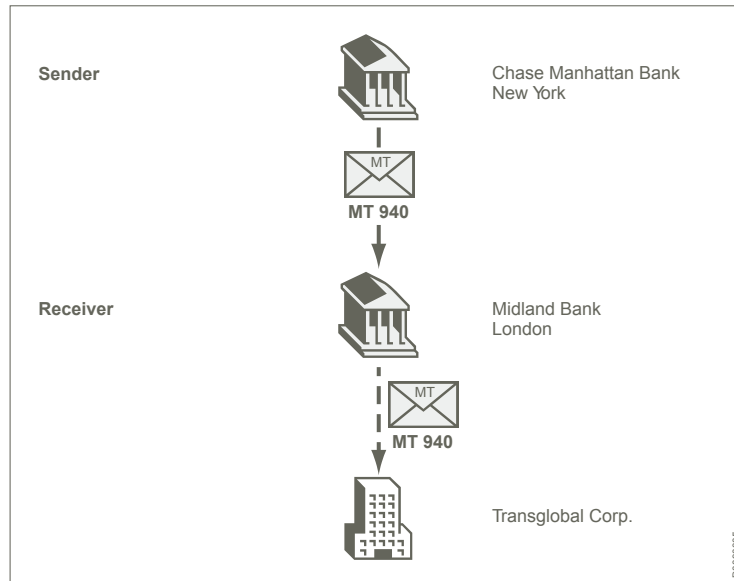 Sender
Chase Manhattan Bank
New York
MT
MT 940
Receiver
Midland Bank
London
MT
MT 940
Transglobal Corp.